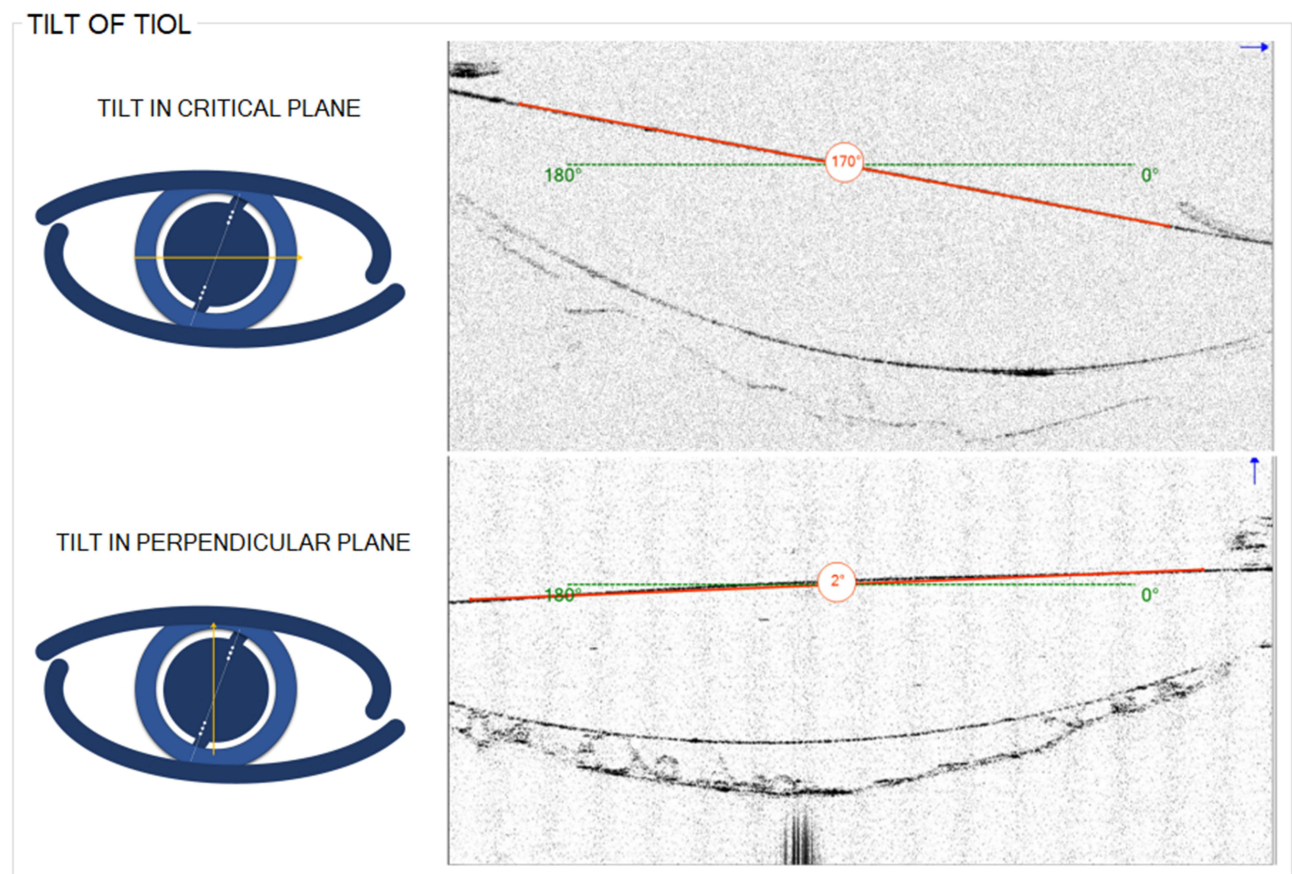 TILT OF TIOL
TILT IN CRITICAL PLANE
170°
180°
0°
TILT IN PERPENDICULAR PLANE
2°
180°
0°